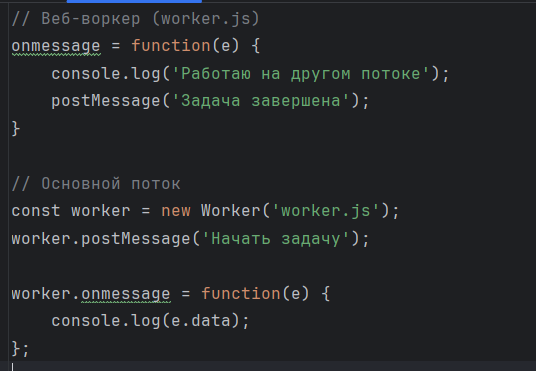 // Веб-воркер (worker.js)
onmessage = function(e) {
    console.log('Работаю на другом потоке');
    postMessage('Задача завершена');
}

// Основной поток
const worker = new Worker('worker.js');
worker.postMessage('Начать задачу');

worker.onmessage = function(e) {
    console.log(e.data);
};